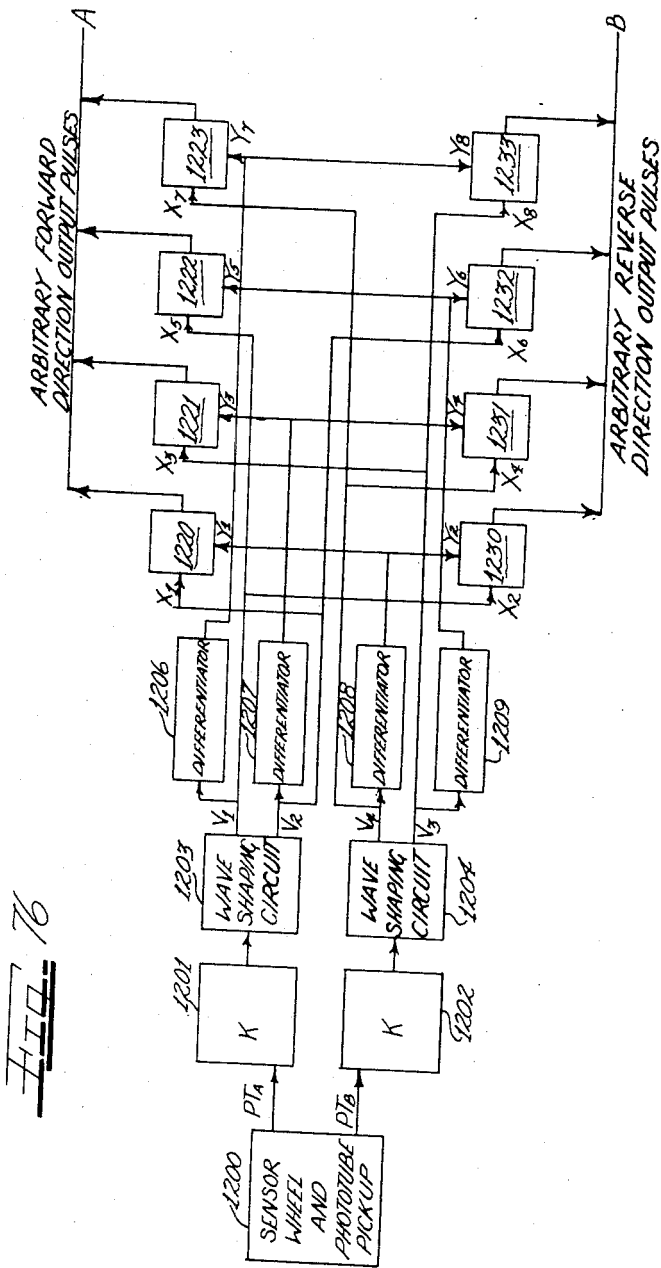 FIG. 76
1200
SENSOR
WHEEL
AND
PHOTOTUBE
PICKUP
PTA
PTB
1201
K
1202
K
1203
WAVE
SHAPING
CIRCUIT
1204
WAVE
SHAPING
CIRCUIT
V1
V2
V4
V3
1206
DIFFERENTIATOR
1207
DIFFERENTIATOR
1208
DIFFERENTIATOR
1209
DIFFERENTIATOR
ARBITRARY FORWARD
DIRECTION OUTPUT PULSES
A
X1
1220
Y1
X3
1221
Y3
X5
1222
Y5
X7
1223
Y7
X2
1230
Y2
X4
1231
Y4
X6
1232
Y6
X8
1233
Y8
B
ARBITRARY REVERSE
DIRECTION OUTPUT PULSES